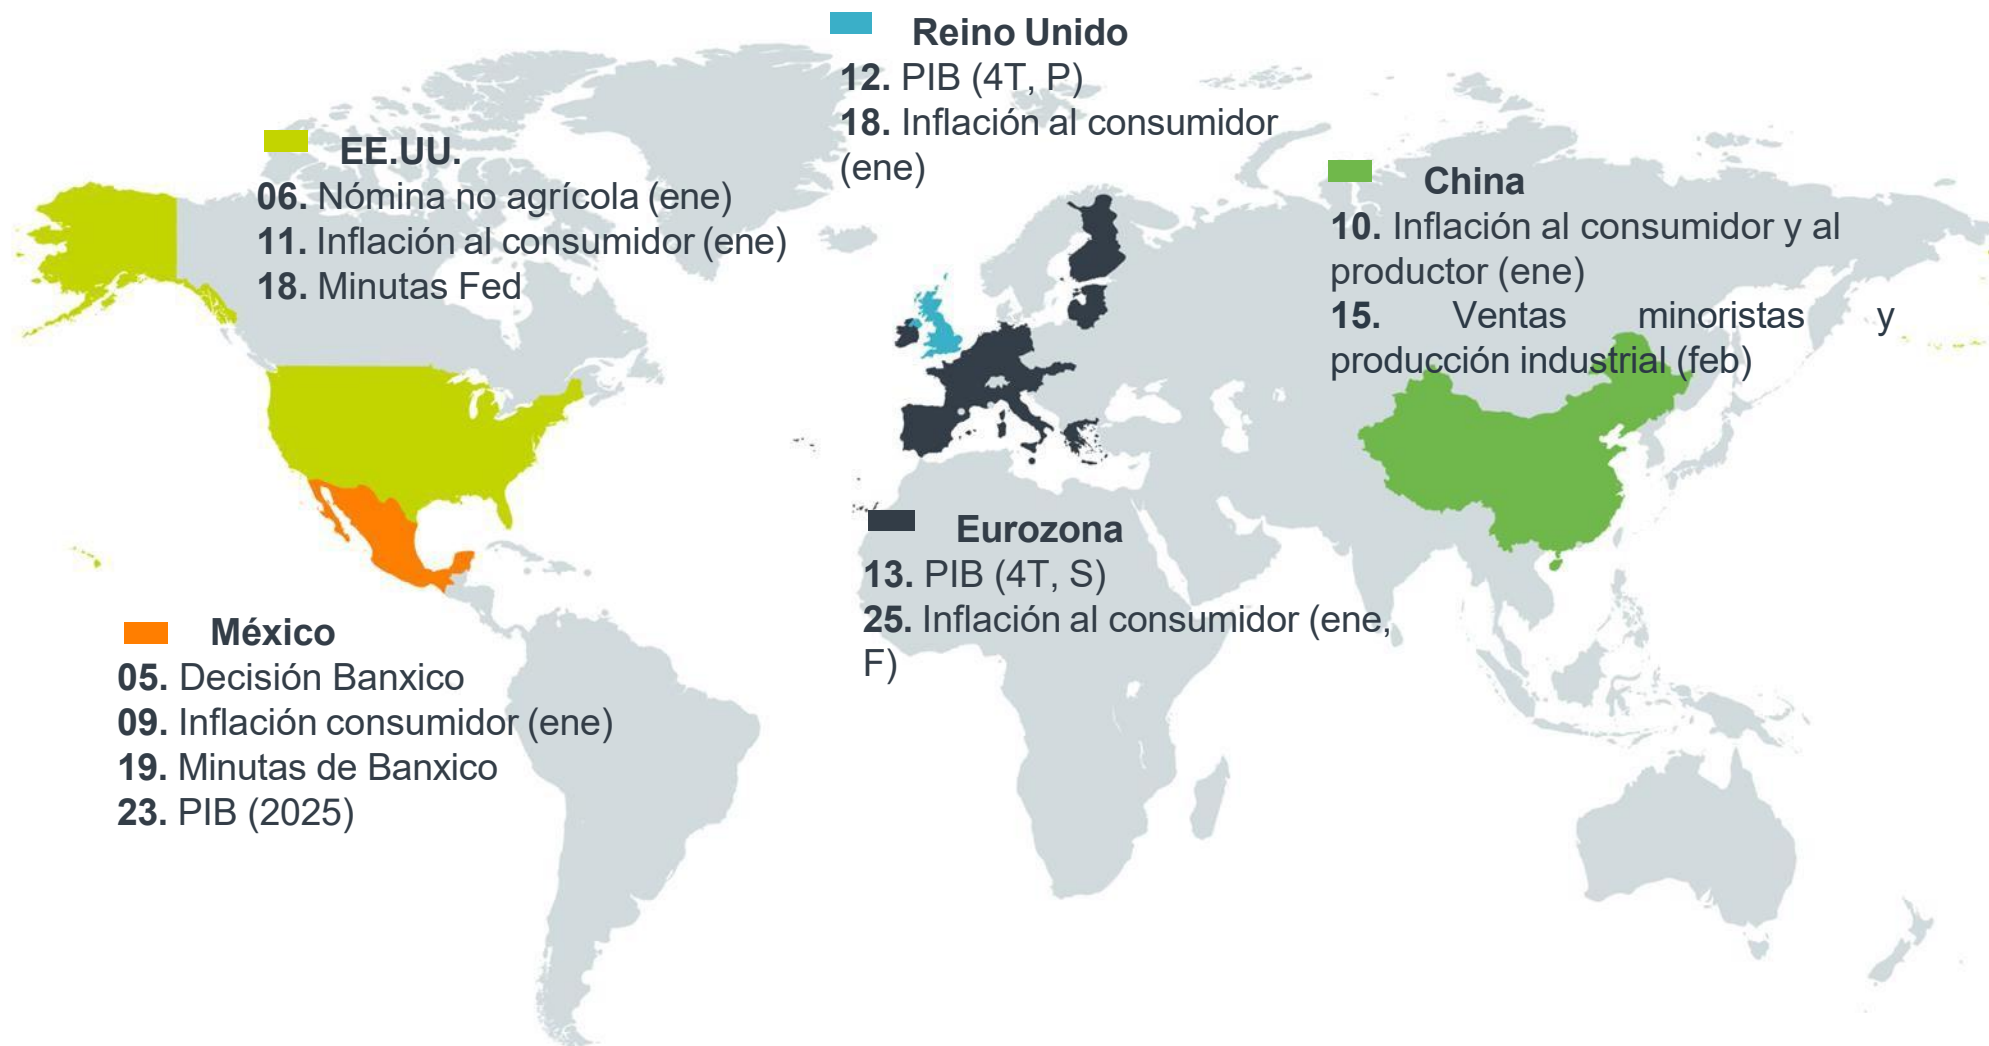 Reino Unido
12. PIB (4T, P)
18. Inflación al consumidor
(ene)
EE.UU.
06. Nómina no agrícola (ene)
11. Inflación al consumidor (ene)
18. Minutas Fed
China
10. Inflación al consumidor y al
productor (ene)
15. Ventas minoristas y
producción industrial (feb)
Eurozona
13. PIB (4T, S)
25. Inflación al consumidor (ene,
F)
México
05. Decisión Banxico
09. Inflación consumidor (ene)
19. Minutas de Banxico
23. PIB (2025)